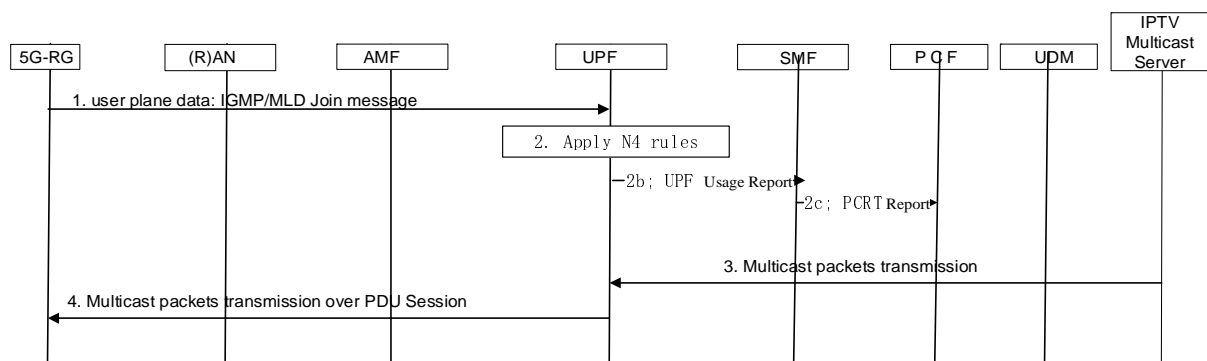 IPTV
Multicast
Server
5G-RG
(R)AN
AMF
UPF
SMF
PCF
UDM
1. user plane data: IGMP/MLD Join message
2. Apply N4 rules
2b; UPF Usage Report
2c; PCRT Report
3. Multicast packets transmission
4. Multicast packets transmission over PDU Session